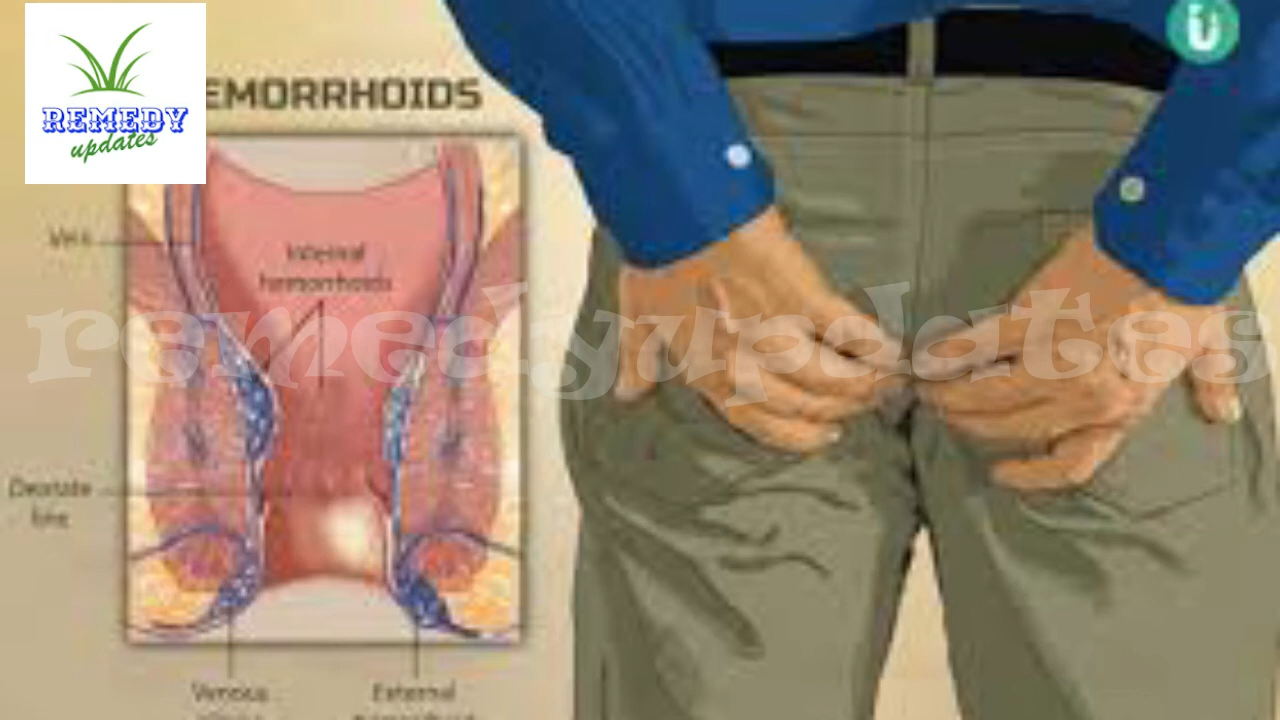 REMEDY
updates
EMORRHOIDS
Vein
Internal
hemorrhoids
remedyupdates
Dentate
line
Venous
External